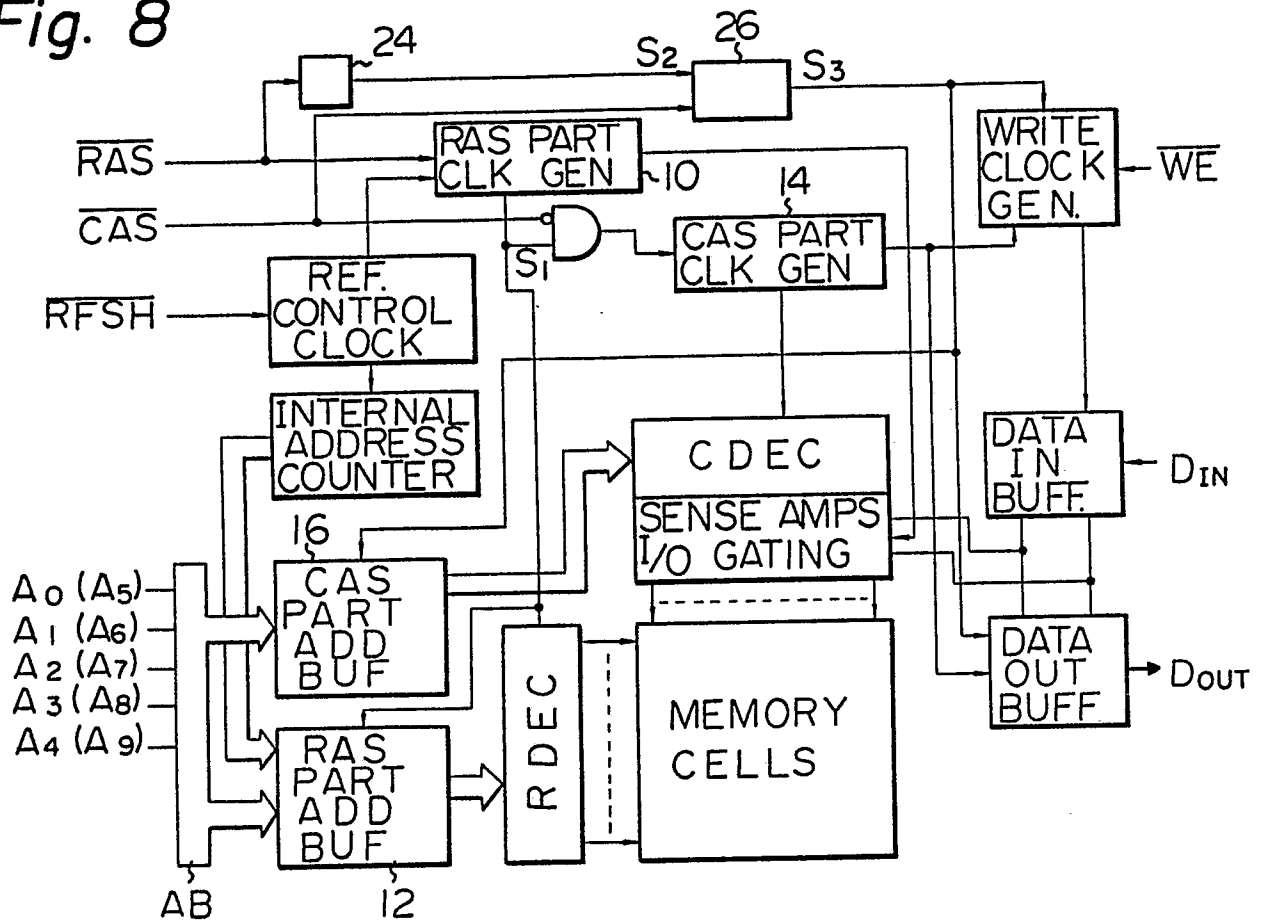 Fig. 8
24
S2
26
S3
RAS
RAS PART
CLK GEN
10
WRITE
CLOCK
GEN.
WE
CAS
S1
14
CAS PART
CLK GEN
RFSH
REF.
CONTROL
CLOCK
INTERNAL
ADDRESS
COUNTER
CDEC
SENSE AMPS
I/O GATING
DATA
IN
BUFF.
DIN
16
CAS
PART
ADD
BUF
A0 (A5)
A1 (A6)
A2 (A7)
A3 (A8)
A4 (A9)
RAS
PART
ADD
BUF
RDEC
MEMORY
CELLS
DATA
OUT
BUFF
DOUT
AB
12